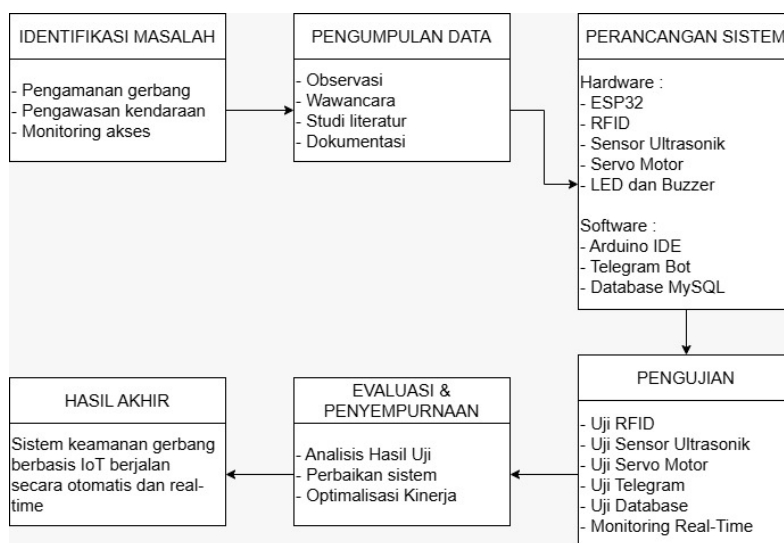 IDENTIFIKASI MASALAH
- Pengamanan gerbang
- Pengawasan kendaraan
- Monitoring akses
PENGUMPULAN DATA
- Observasi
- Wawancara
- Studi literatur
- Dokumentasi
PERANCANGAN SISTEM
Hardware :
- ESP32
- RFID
- Sensor Ultrasonik
- Servo Motor
- LED dan Buzzer
Software :
- Arduino IDE
- Telegram Bot
- Database MySQL
PENGUJIAN
- Uji RFID
- Uji Sensor Ultrasonik
- Uji Servo Motor
- Uji Telegram
- Uji Database
- Monitoring Real-Time
EVALUASI &
PENYEMPURNAAN
- Analisis Hasil Uji
- Perbaikan sistem
- Optimalisasi Kinerja
HASIL AKHIR
Sistem keamanan gerbang
berbasis IoT berjalan
secara otomatis dan real-
time